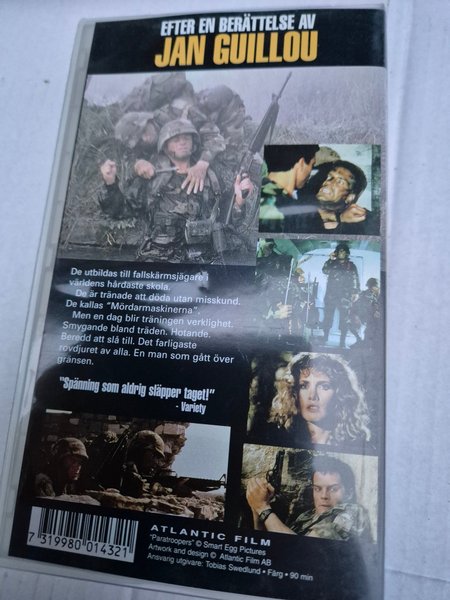 EFTER EN BERÄTTELSE AV
JAN GUILLOU
De utbildas till fallskärmsjägare i
världens hårdaste skola.
De är tränade att döda utan misskund.
De kallas "Mördarmaskinerna".
Men en dag blir träningen verklighet.
Smygande bland träden. Hotande.
Beredd att slå till. Det farligaste
rovdjuret av alla. En man som gått över
gränsen.
"Spänning som aldrig släpper taget!"
- Variety
7 319980 014321
ATLANTIC FILM
"Paratroopers" © Smart Egg Pictures
Artwork and design © Atlantic Film AB
Ansvarig utgivare: Tobias Swedlund • Färg • 90 min